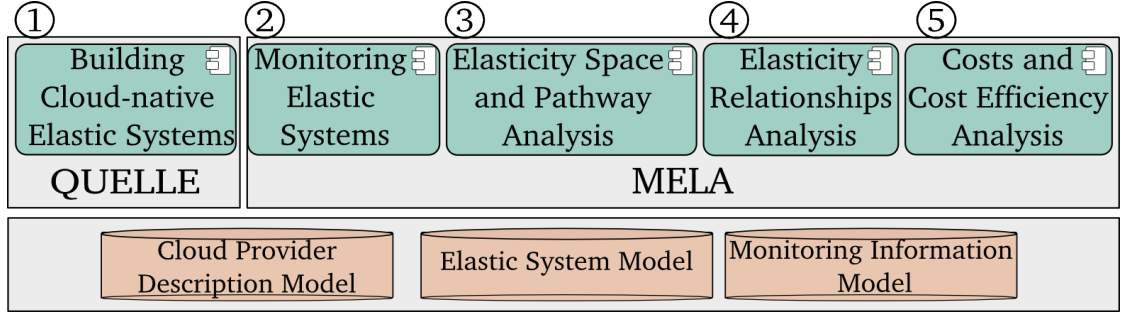 1
Building
Cloud-native
Elastic Systems
2
Monitoring
Elastic
Systems
3
Elasticity Space
and Pathway
Analysis
4
Elasticity
Relationships
Analysis
5
Costs and
Cost Efficiency
Analysis
QUELLE
MELA
Cloud Provider
Description Model
Elastic System Model
Monitoring Information
Model